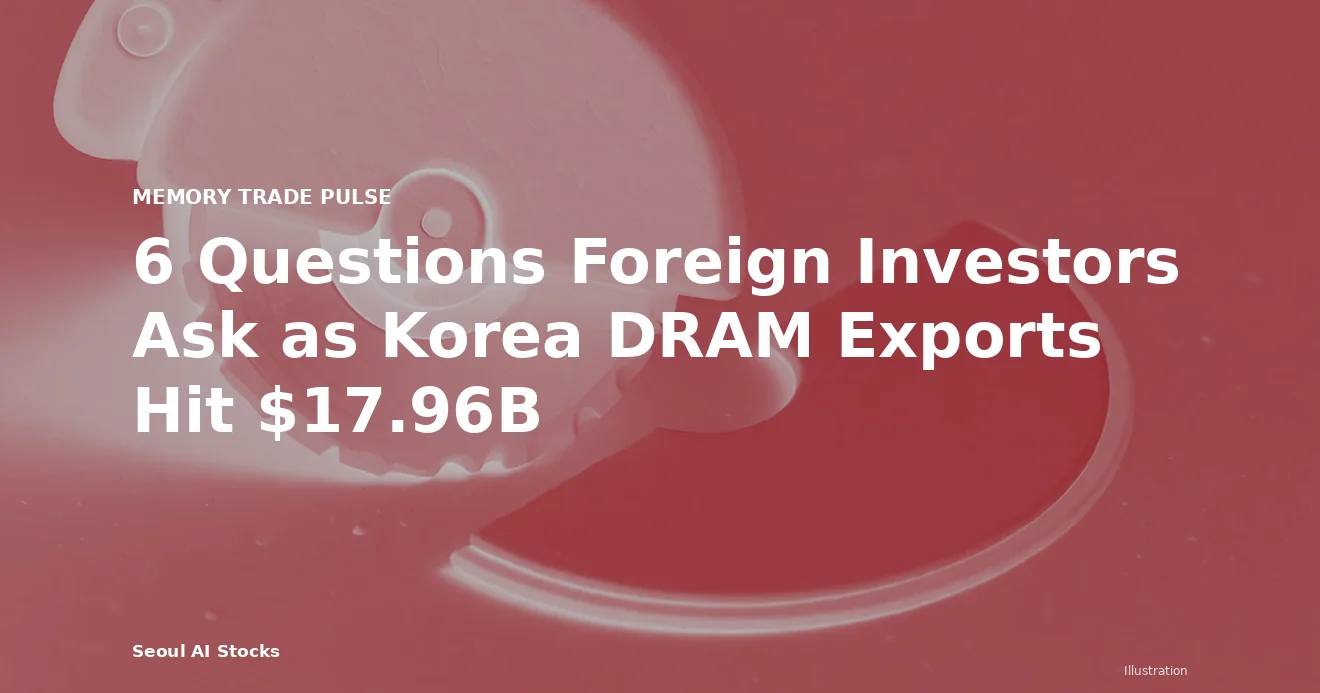 MEMORY TRADE PULSE
6 Questions Foreign Investors
Ask as Korea DRAM Exports
Hit $17.96B
Seoul AI Stocks
Illustration